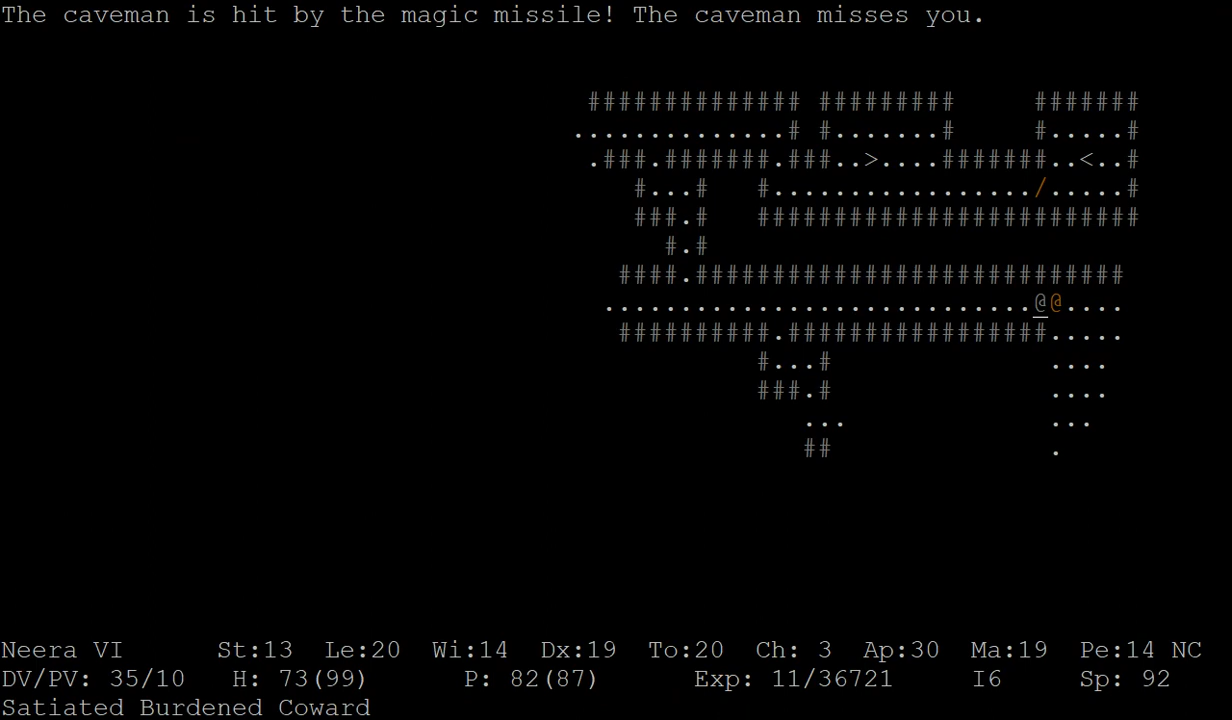 The caveman is hit by the magic missile! The caveman misses you.
############## ######### #######
..............# #.......# #.....#
.###.#######.###..>....#######..<..#
#...# #................./.....#
###.# ########################
#.#
####.############################
...........................@@....
##########.#################.....
#...# ....
###.# ....
... ...
## .
Neera VI St:13 Le:20 Wi:14 Dx:19 To:20 Ch: 3 Ap:30 Ma:19 Pe:14 NC
DV/PV: 35/10 H: 73(99) P: 82(87) Exp: 11/36721 I6 Sp: 92
Satiated Burdened Coward